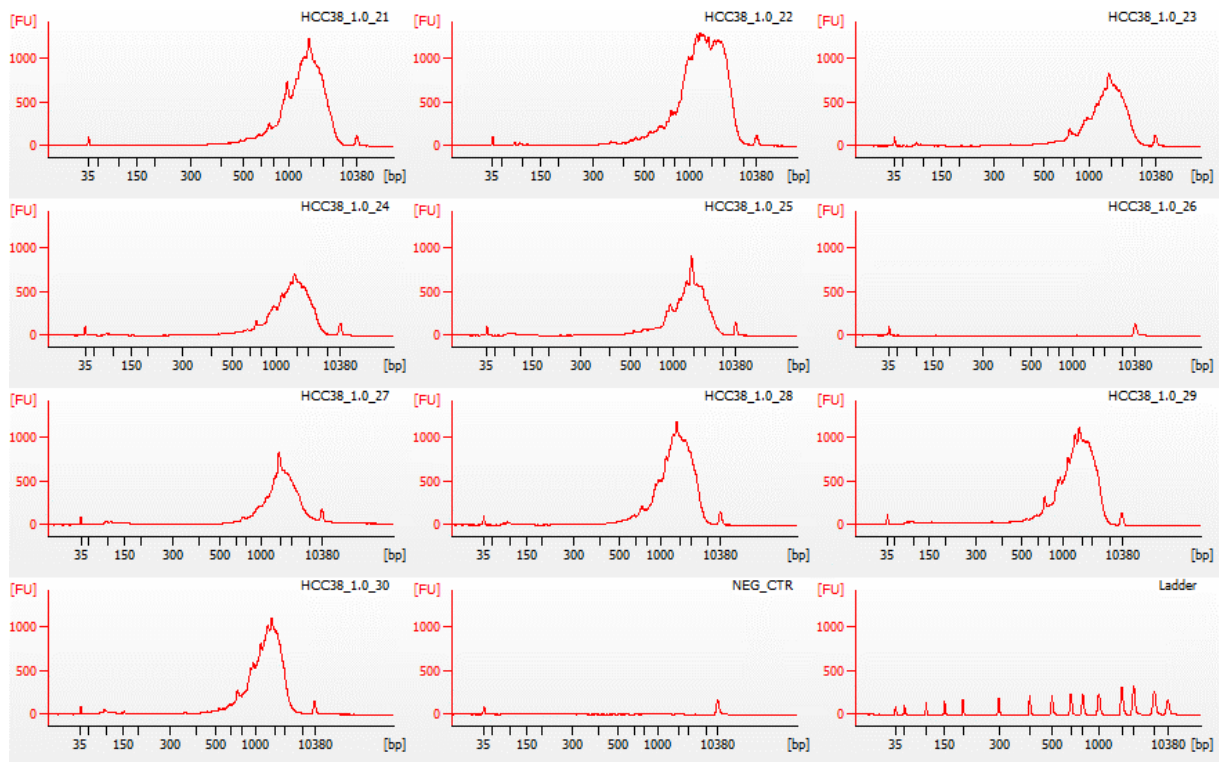 [FU] HCC38_1.0_21
1000
500
0
35 150 300 500 1000 10380 [bp]
[FU] HCC38_1.0_22
1000
500
0
35 150 300 500 1000 10380 [bp]
[FU] HCC38_1.0_23
1000
500
0
35 150 300 500 1000 10380 [bp]
[FU] HCC38_1.0_24
1000
500
0
35 150 300 500 1000 10380 [bp]
[FU] HCC38_1.0_25
1000
500
0
35 150 300 500 1000 10380 [bp]
[FU] HCC38_1.0_26
1000
500
0
35 150 300 500 1000 10380 [bp]
[FU] HCC38_1.0_27
1000
500
0
35 150 300 500 1000 10380 [bp]
[FU] HCC38_1.0_28
1000
500
0
35 150 300 500 1000 10380 [bp]
[FU] HCC38_1.0_29
1000
500
0
35 150 300 500 1000 10380 [bp]
[FU] HCC38_1.0_30
1000
500
0
35 150 300 500 1000 10380 [bp]
[FU] NEG_CTR
1000
500
0
35 150 300 500 1000 10380 [bp]
[FU] Ladder
1000
500
0
35 150 300 500 1000 10380 [bp]